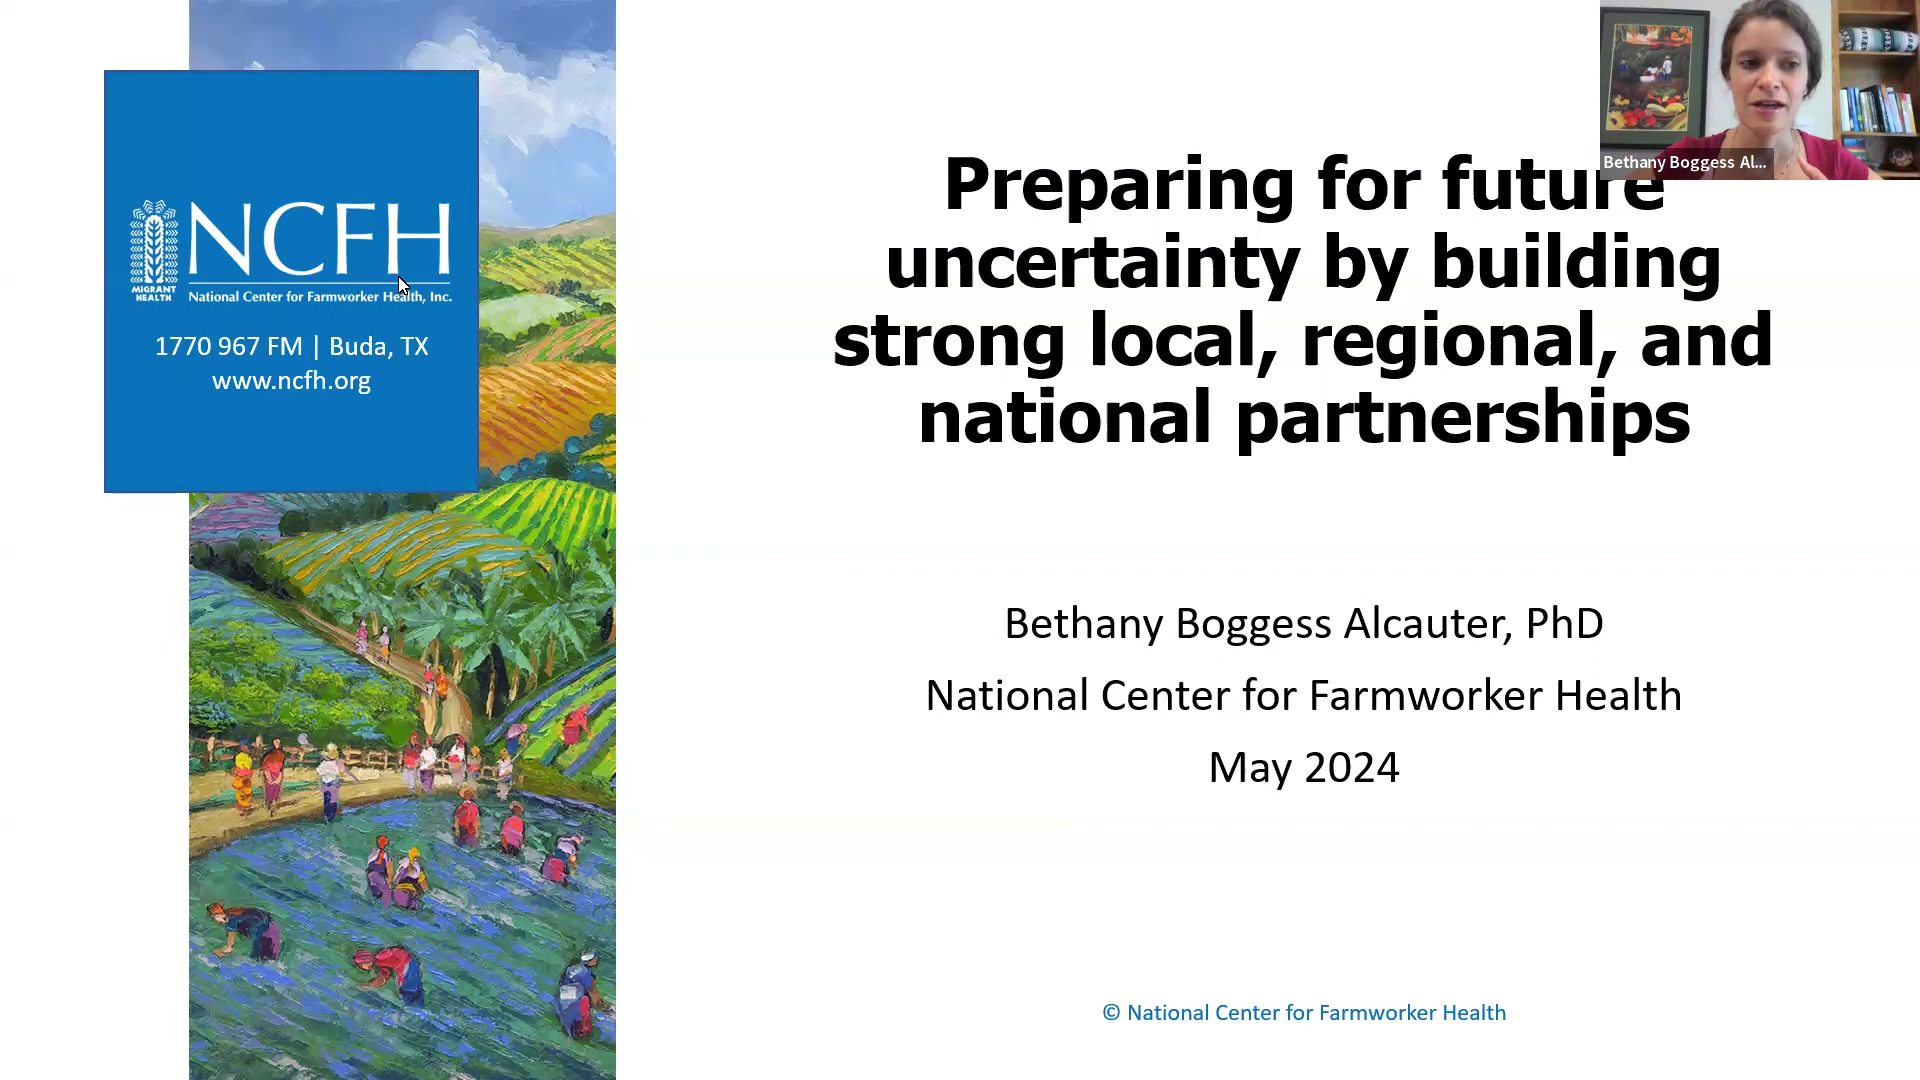 NCFH
MIGRANT
HEALTH
National Center for Farmworker Health, Inc.
1770 967 FM | Buda, TX
www.ncfh.org
Bethany Boggess Al...
Preparing for future
uncertainty by building
strong local, regional, and
national partnerships
Bethany Boggess Alcauter, PhD
National Center for Farmworker Health
May 2024
© National Center for Farmworker Health